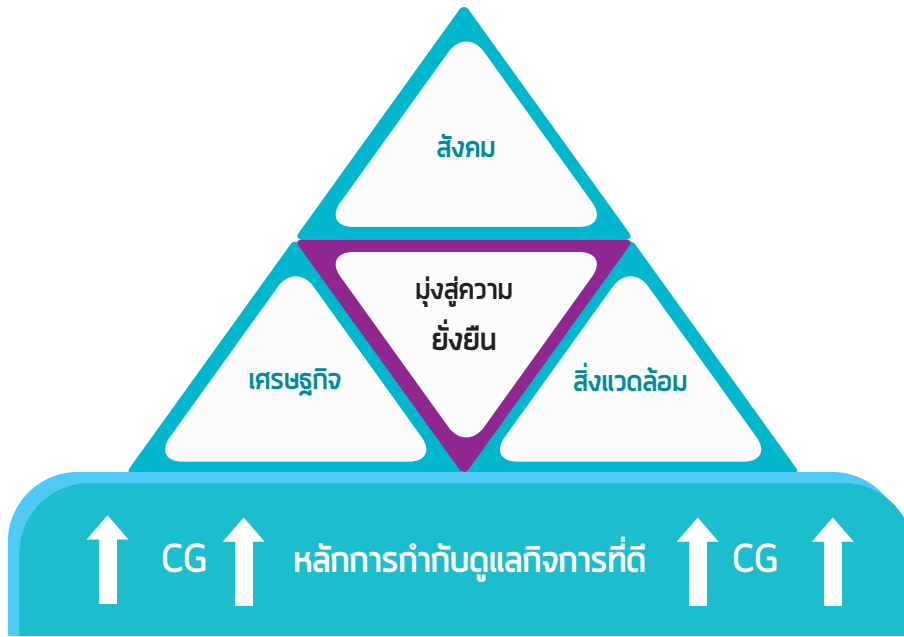 สังคม
มุ่งสู่ความ
ยั่งยืน
เศรษฐกิจ
สิ่งแวดล้อม
CG หลักการกำกับดูแลกิจการที่ดี CG